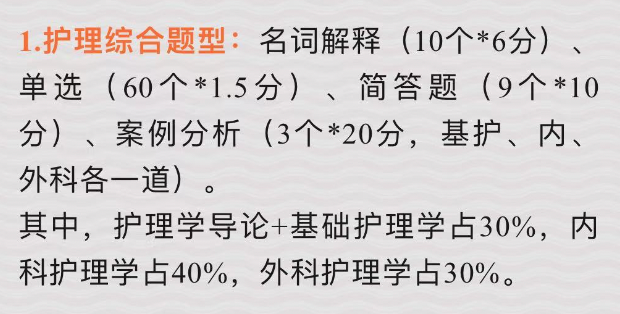 1.护理综合题型：名词解释（10个*6分）、
单选（60个*1.5分）、简答题（9个*10
分）、案例分析（3个*20分，基护、内、
外科各一道）。
其中，护理学导论+基础护理学占30%，内
科护理学占40%，外科护理学占30%。